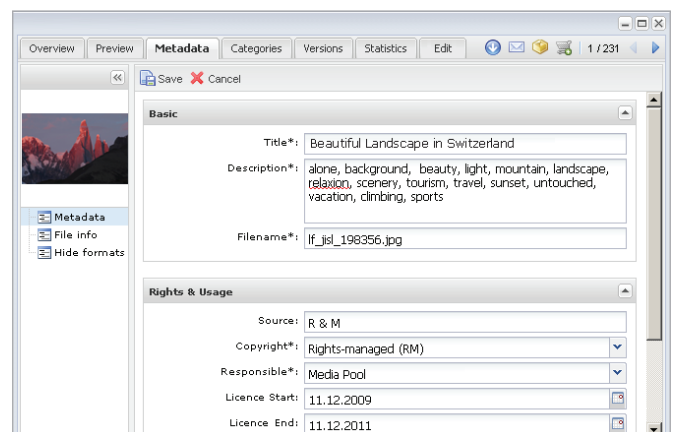 Overview Preview Metadata Categories Versions Statistics Edit 1 / 231
Save Cancel
Basic
Title*: Beautiful Landscape in Switzerland
Description*: alone, background, beauty, light, mountain, landscape,
relaxion, scenery, tourism, travel, sunset, untouched,
vacation, climbing, sports
Metadata
File info
Hide formats
Filename*: lf_jisl_198356.jpg
Rights & Usage
Source: R & M
Copyright*: Rights-managed (RM)
Responsible*: Media Pool
Licence Start: 11.12.2009
Licence End: 11.12.2011